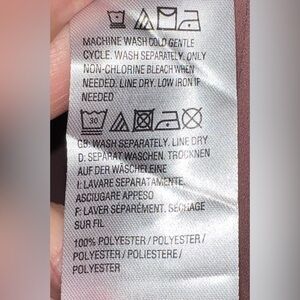 MACHINE WASH COLD GENTLE
CYCLE. WASH SEPARATELY. ONLY
NON-CHLORINE BLEACH WHEN
NEEDED. LINE DRY. LOW IRON IF
NEEDED
30
GB: WASH SEPARATELY. LINE DRY
D: SEPARAT WASCHEN. TROCKNEN
AUF DER WÄSCHELEINE
I: LAVARE SEPARATAMENTE.
ASCIUGARE APPESO
F: LAVER SÉPARÉMENT. SÉCHAGE
SUR FIL
100% POLYESTER / POLYESTER /
POLYESTER / POLIESTERE /
POLYESTER